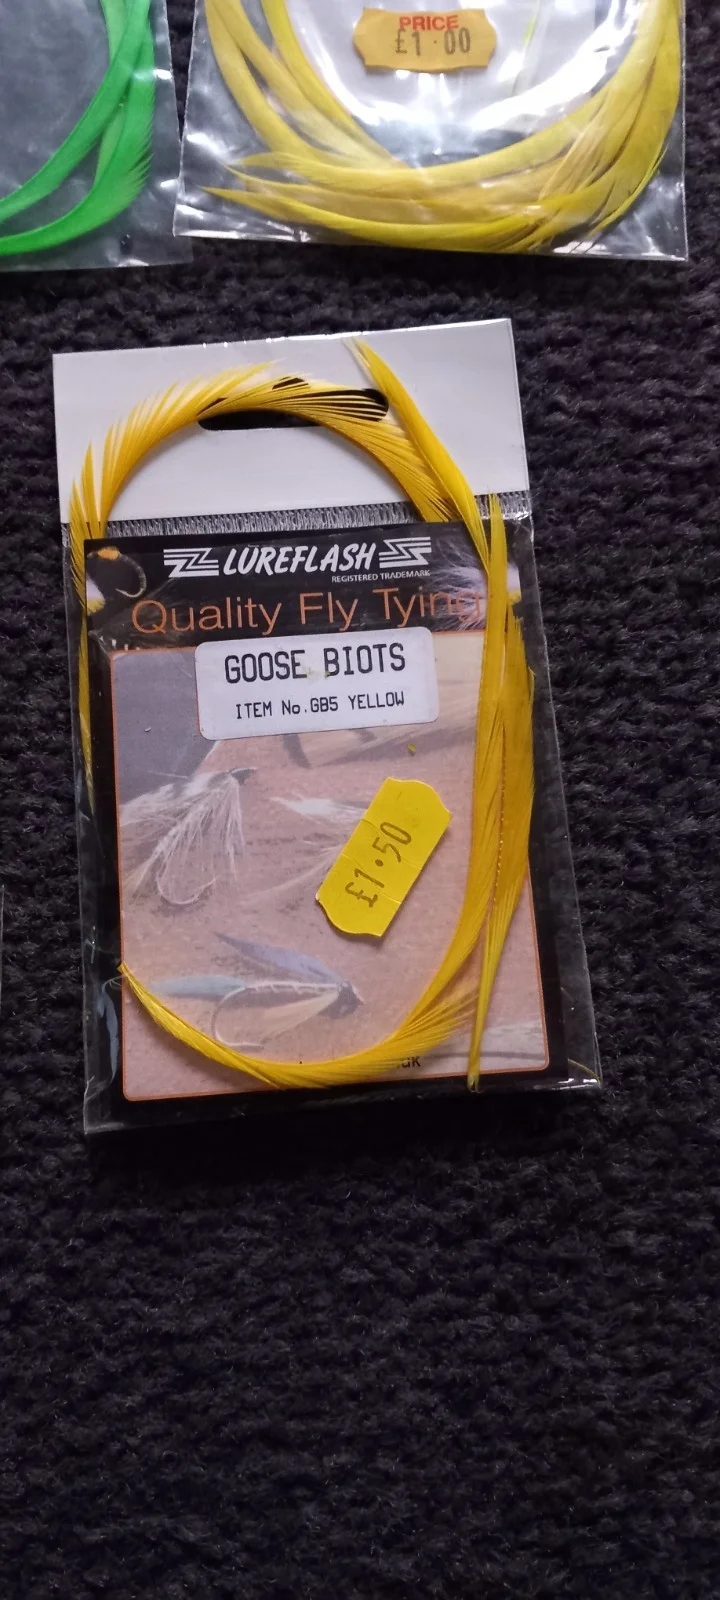 PRICE
£1·00
LUREFLASH
REGISTERED TRADEMARK
Quality Fly Tying
GOOSE BIOTS
ITEM No.GB5 YELLOW
£1·50